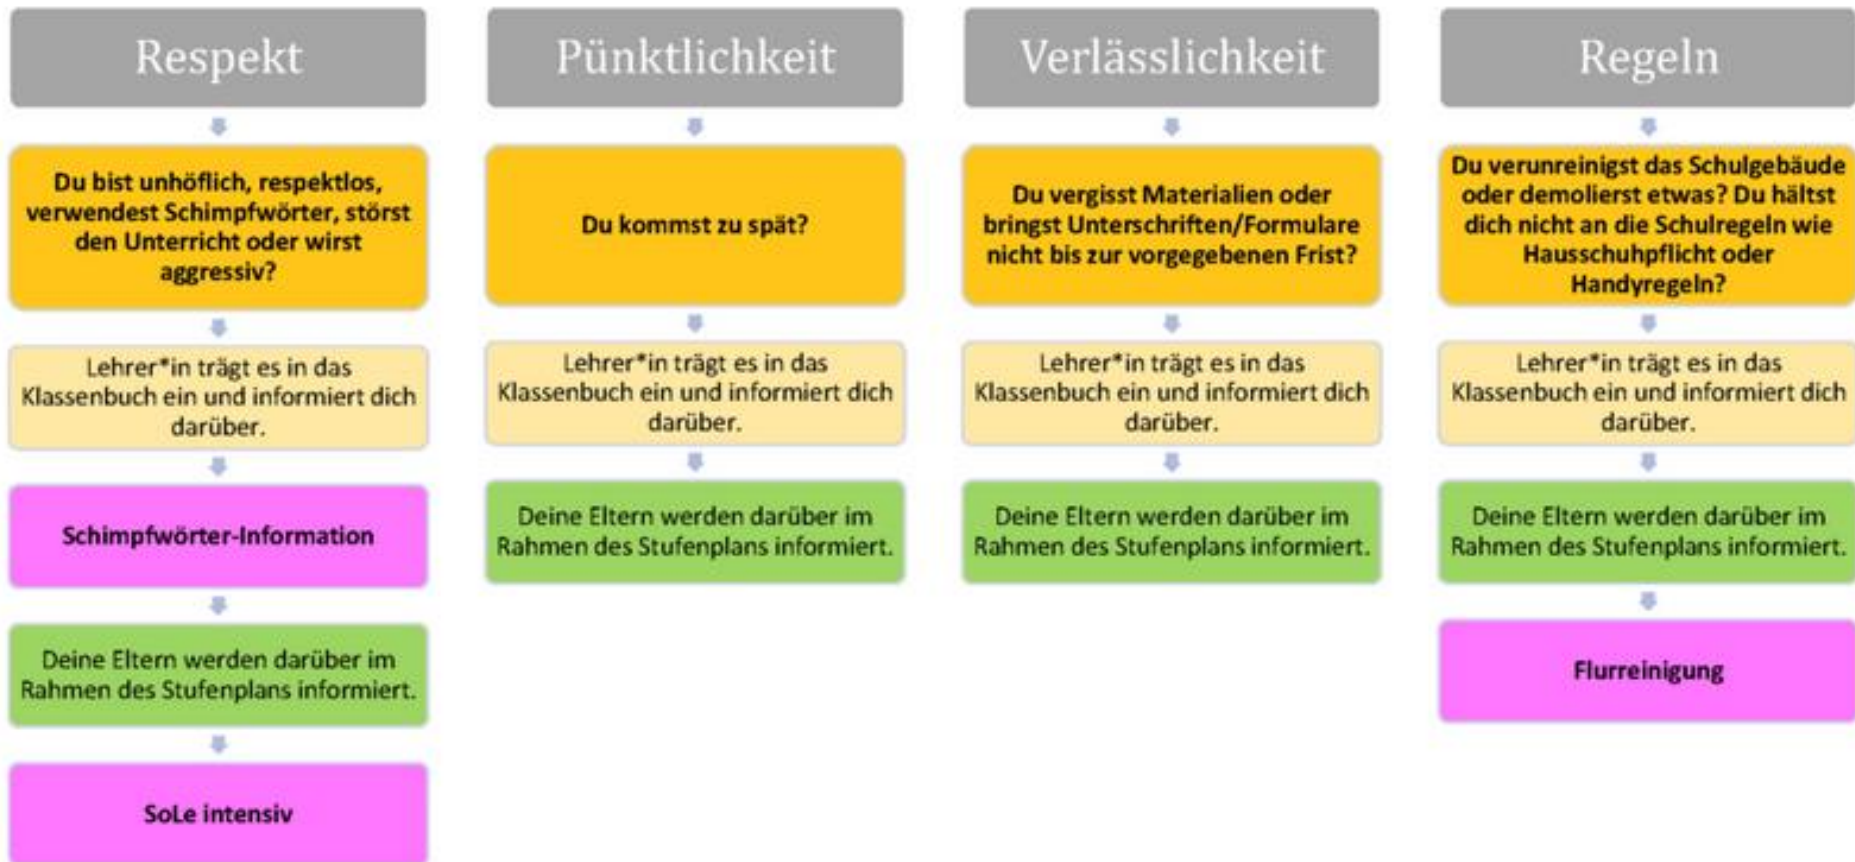 Respekt
Du bist unhöflich, respektlos,
verwendest Schimpfwörter, störst
den Unterricht oder wirst
aggressiv?
Lehrer*in trägt es in das
Klassenbuch ein und informiert dich
darüber.
Schimpfwörter-Information
Deine Eltern werden darüber im
Rahmen des Stufenplans informiert.
SoLe intensiv
Pünktlichkeit
Du kommst zu spät?
Lehrer*in trägt es in das
Klassenbuch ein und informiert dich
darüber.
Deine Eltern werden darüber im
Rahmen des Stufenplans informiert.
Verlässlichkeit
Du vergisst Materialien oder
bringst Unterschriften/Formulare
nicht bis zur vorgegebenen Frist?
Lehrer*in trägt es in das
Klassenbuch ein und informiert dich
darüber.
Deine Eltern werden darüber im
Rahmen des Stufenplans informiert.
Regeln
Du verunreinigst das Schulgebäude
oder demolierst etwas? Du hältst
dich nicht an die Schulregeln wie
Hausschuhpflicht oder
Handyregeln?
Lehrer*in trägt es in das
Klassenbuch ein und informiert dich
darüber.
Deine Eltern werden darüber im
Rahmen des Stufenplans informiert.
Flurreinigung